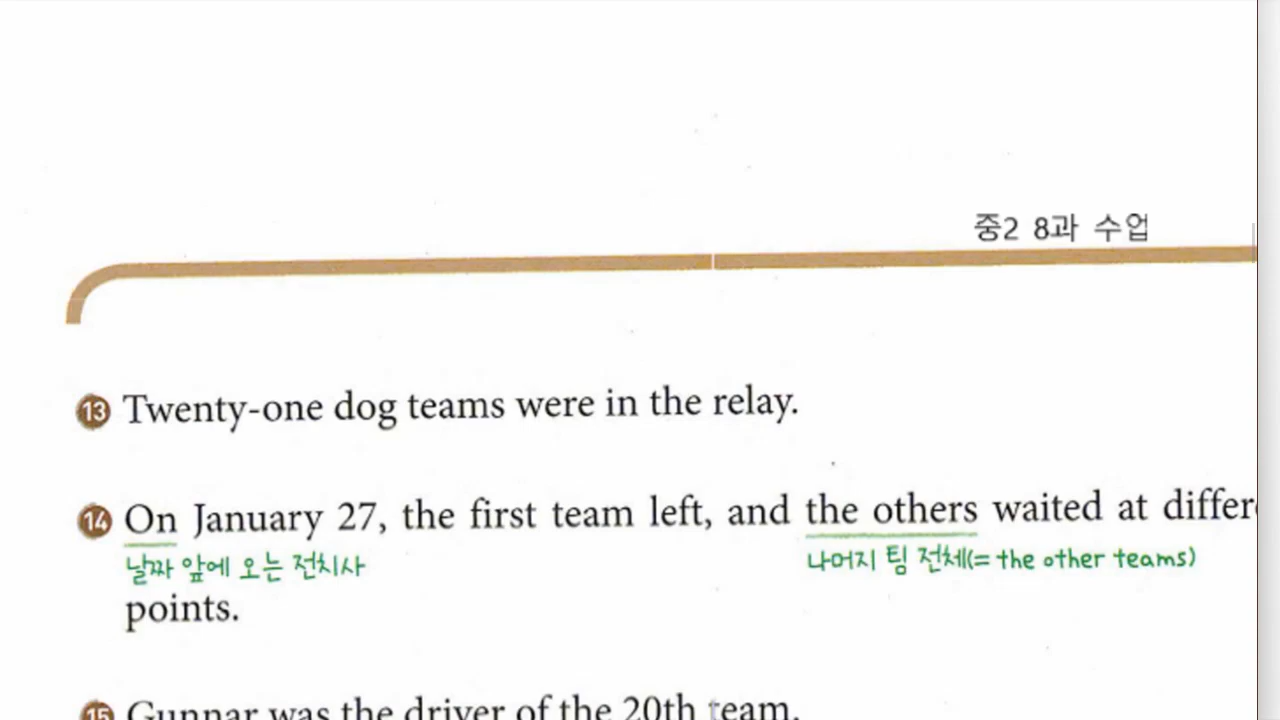 중2 8과 수업
13 Twenty-one dog teams were in the relay.
14 On January 27, the first team left, and the others waited at
날짜 앞에 오는 전치사 나머지 팀 전체(= the other teams)
points.
15 Gunnar was the driver of the 20th team.